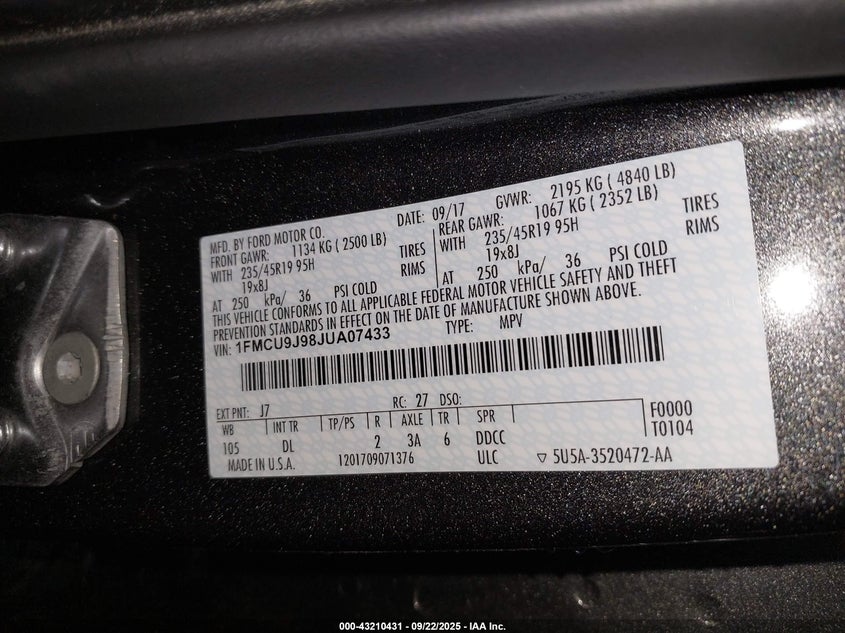 MFD. BY FORD MOTOR CO. DATE: 09/17 GVWR: 2195 KG ( 4840 LB)
FRONT GAWR: 1134 KG ( 2500 LB) REAR GAWR: 1067 KG ( 2352 LB)
WITH 235/45R19 95H TIRES WITH 235/45R19 95H TIRES
19x8J RIMS 19x8J RIMS
AT 250 kPa/ 36 PSI COLD AT 250 kPa/ 36 PSI COLD
THIS VEHICLE CONFORMS TO ALL APPLICABLE FEDERAL MOTOR VEHICLE SAFETY AND THEFT
PREVENTION STANDARDS IN EFFECT ON THE DATE OF MANUFACTURE SHOWN ABOVE.
VIN: 1FMCU9J98JUA07433 TYPE: MPV
EXT PNT: J7 RC: 27 DSO:
WB INT TR TP/PS R AXLE TR SPR F0000
105 DL 2 3A 6 DDCC T0104
MADE IN U.S.A. 1201709071376 ULC ▽ 5U5A-3520472-AA
000-43210431 - 09/22/2025 - IAA Inc.